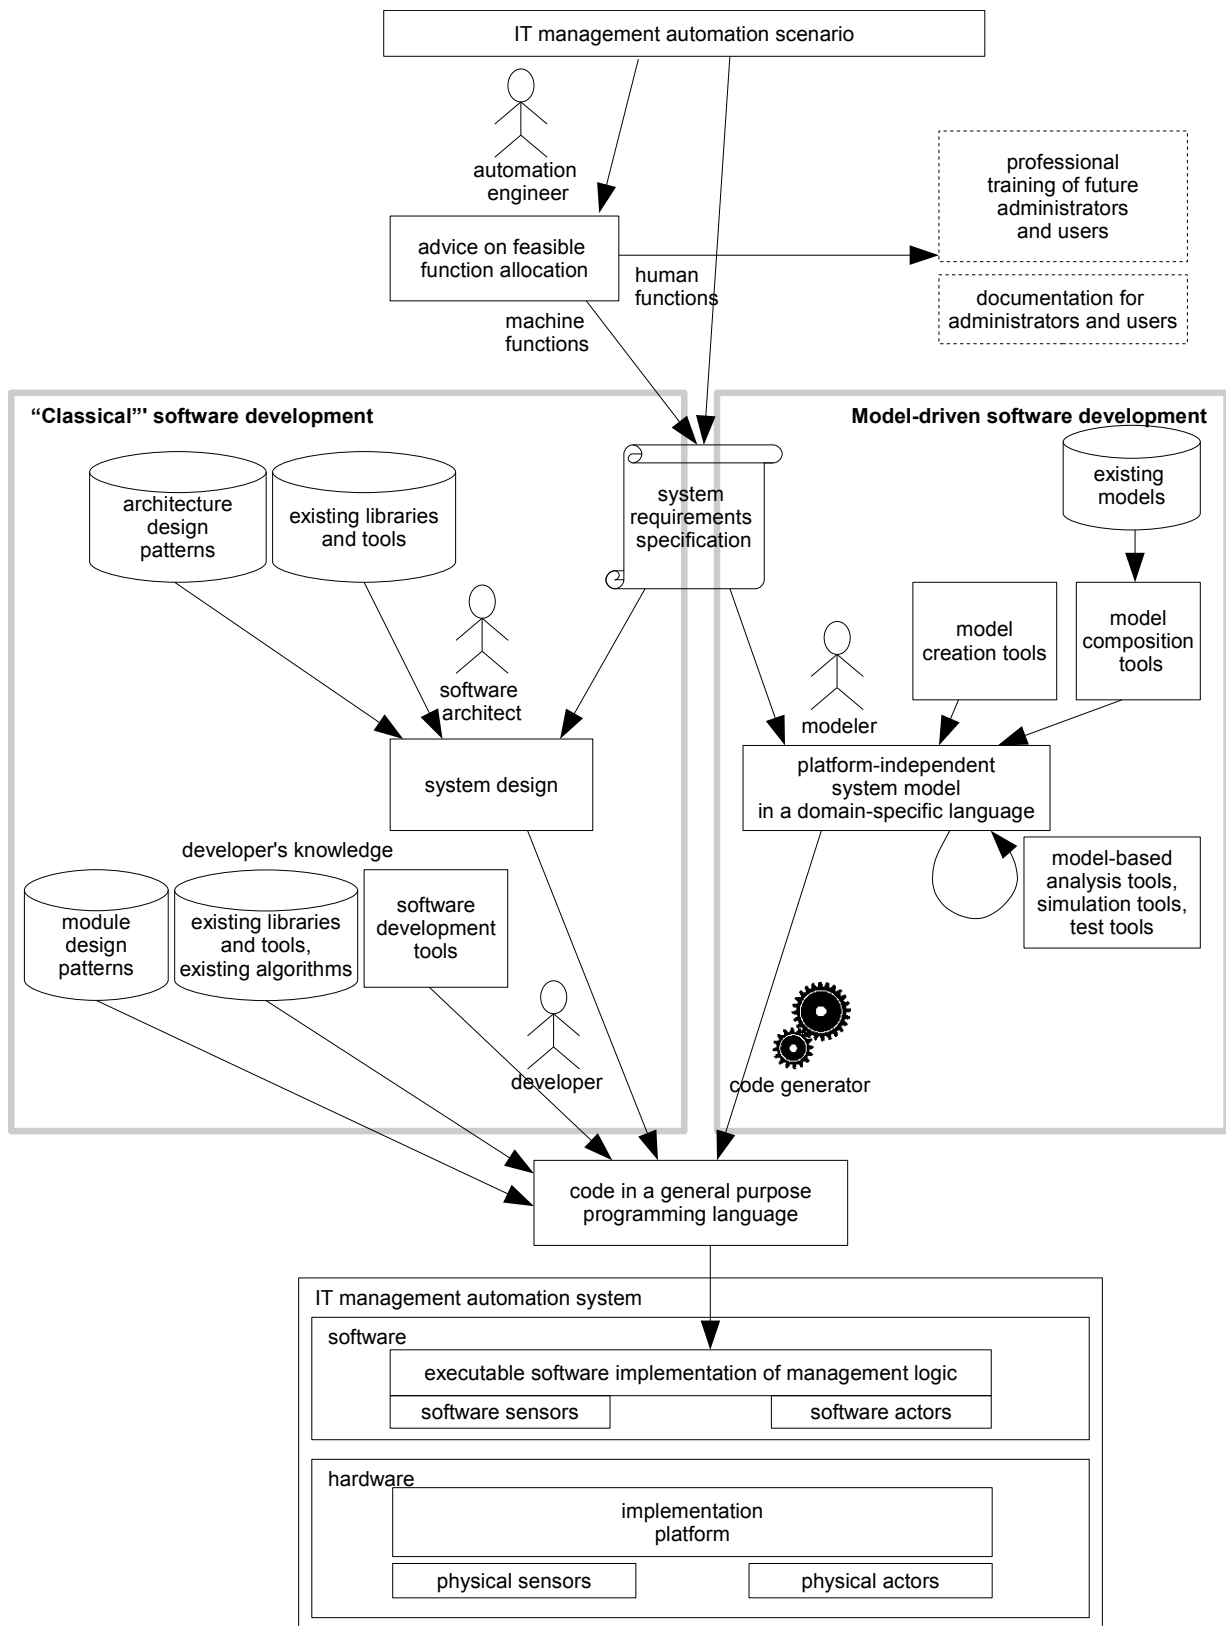 IT management automation scenario
automation
engineer
professional
training of future
administrators
and users
advice on feasible
function allocation
human
functions
documentation for
administrators and users
machine
functions
“Classical”' software development
Model-driven software development
architecture
design
patterns
existing libraries
and tools
system
requirements
specification
existing
models
model
creation tools
model
composition
tools
software
architect
modeler
system design
platform-independent
system model
in a domain-specific language
developer's knowledge
module
design
patterns
existing libraries
and tools,
existing algorithms
software
development
tools
model-based
analysis tools,
simulation tools,
test tools
developer
code generator
code in a general purpose
programming language
IT management automation system
software
executable software implementation of management logic
software sensors
software actors
hardware
implementation
platform
physical sensors
physical actors